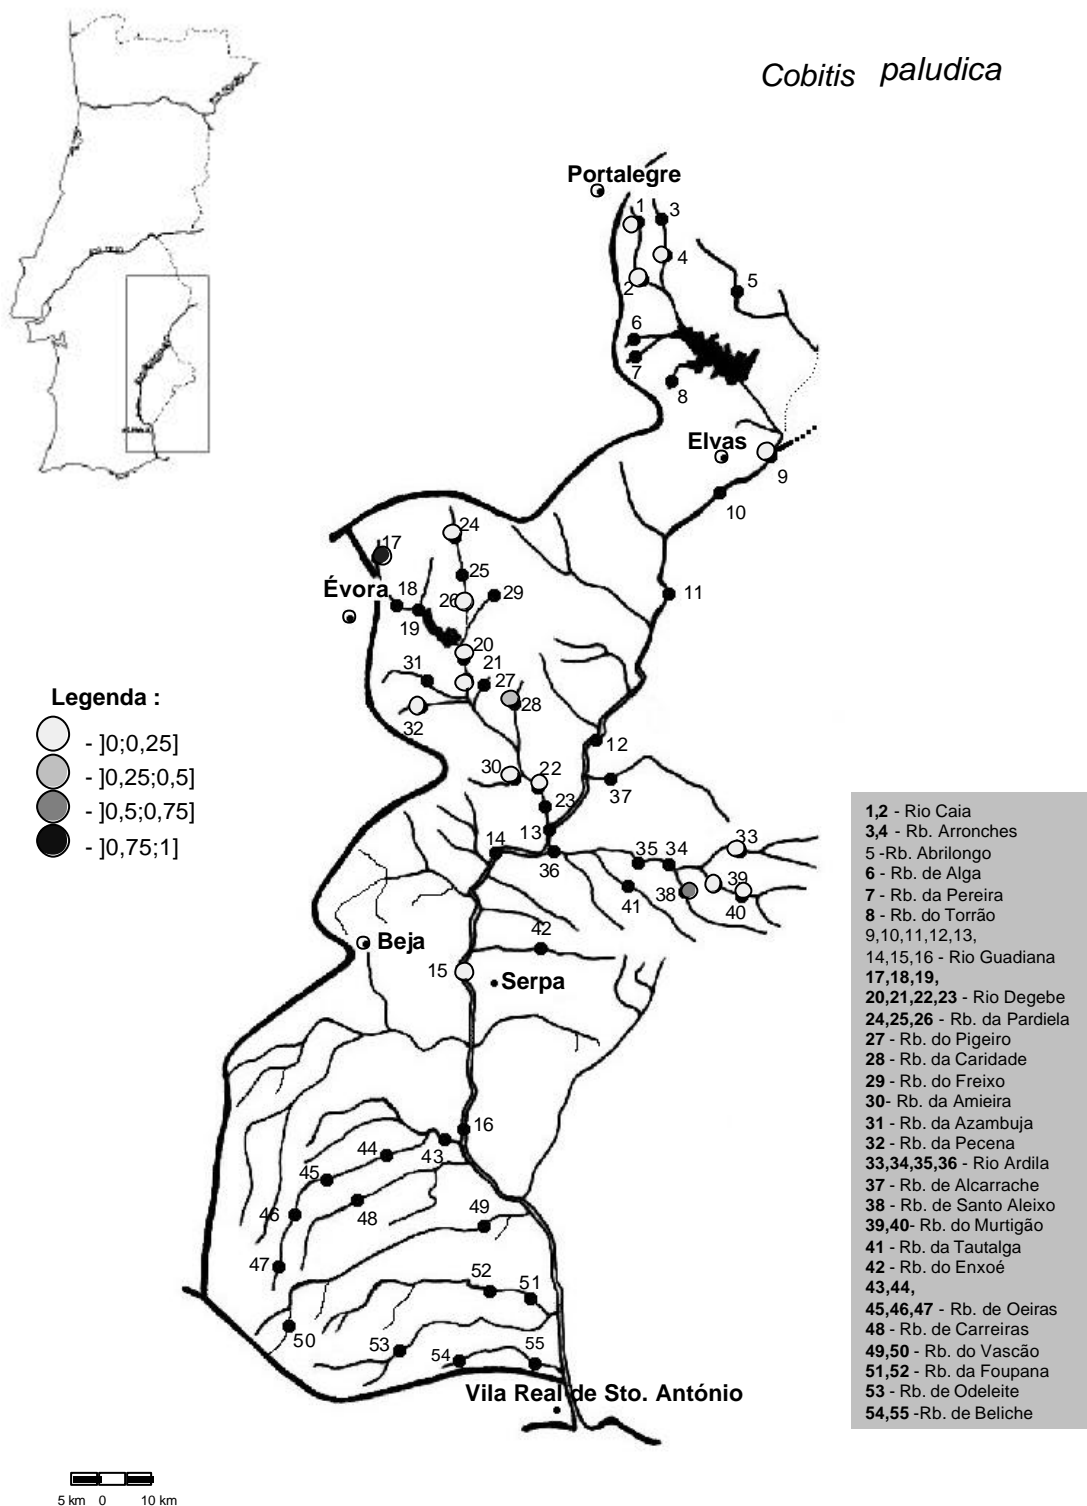 Cobitis paludica
Portalegre
1
3
4
2
5
6
7
8
Elvas
9
10
24
17
25
Évora
18
26
29
11
19
20
21
31
27
28
32
12
30
22
37
23
13
14
36
35
34
33
39
38
40
41
Beja
42
15
Serpa
16
43
44
45
46
48
49
47
52
51
50
53
54
55
Vila Real de Sto. António
Legenda :
- ]0;0,25]
- ]0,25;0,5]
- ]0,5;0,75]
- ]0,75;1]
1,2 - Rio Caia
3,4 - Rb. Arronches
5 -Rb. Abrilongo
6 - Rb. de Alga
7 - Rb. da Pereira
8 - Rb. do Torrão
9,10,11,12,13,
14,15,16 - Rio Guadiana
17,18,19,
20,21,22,23 - Rio Degebe
24,25,26 - Rb. da Pardiela
27 - Rb. do Pigeiro
28 - Rb. da Caridade
29 - Rb. do Freixo
30- Rb. da Amieira
31 - Rb. da Azambuja
32 - Rb. da Pecena
33,34,35,36 - Rio Ardila
37 - Rb. de Alcarrache
38 - Rb. de Santo Aleixo
39,40- Rb. do Murtigão
41 - Rb. da Tautalga
42 - Rb. do Enxoé
43,44,
45,46,47 - Rb. de Oeiras
48 - Rb. de Carreiras
49,50 - Rb. do Vascão
51,52 - Rb. da Foupana
53 - Rb. de Odeleite
54,55 -Rb. de Beliche
5 km 0 10 km